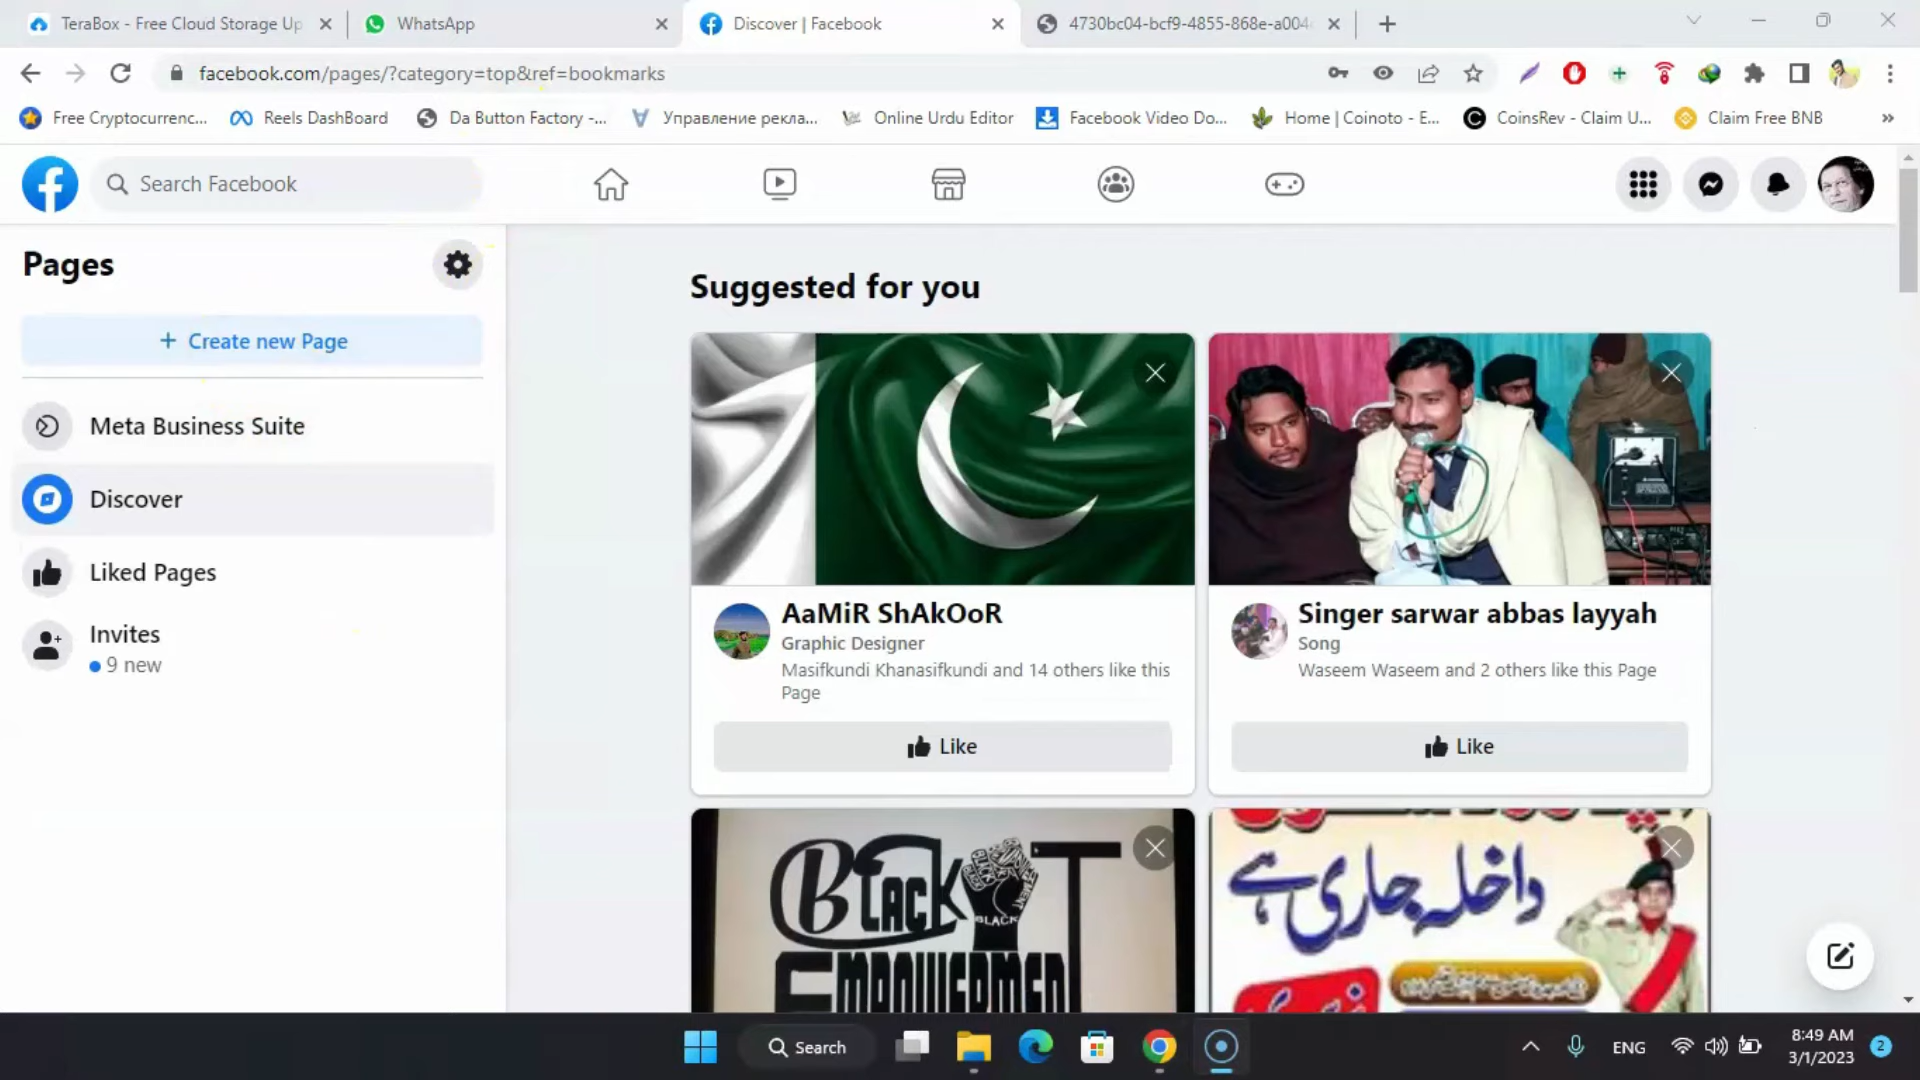 TeraBox - Free Cloud Storage Up
WhatsApp
Discover | Facebook
4730bc04-bcf9-4855-868e-a004
facebook.com/pages/?category=top&ref=bookmarks
Free Cryptocurrenc...
Reels DashBoard
Da Button Factory -...
Управление рекла...
Online Urdu Editor
Facebook Video Do...
Home | Coinoto - E...
CoinsRev - Claim U...
Claim Free BNB
»
Search Facebook
Pages
+ Create new Page
Meta Business Suite
Discover
Liked Pages
Invites
9 new
Suggested for you
AaMiR ShAkOoR
Graphic Designer
Masifkundi Khanasifkundi and 14 others like this
Page
Like
Singer sarwar abbas layyah
Song
Waseem Waseem and 2 others like this Page
Like
BLACK
BLACK
EMPOWERMENT
داخلہ جاری ہے
Search
ENG
8:49 AM
3/1/2023
2